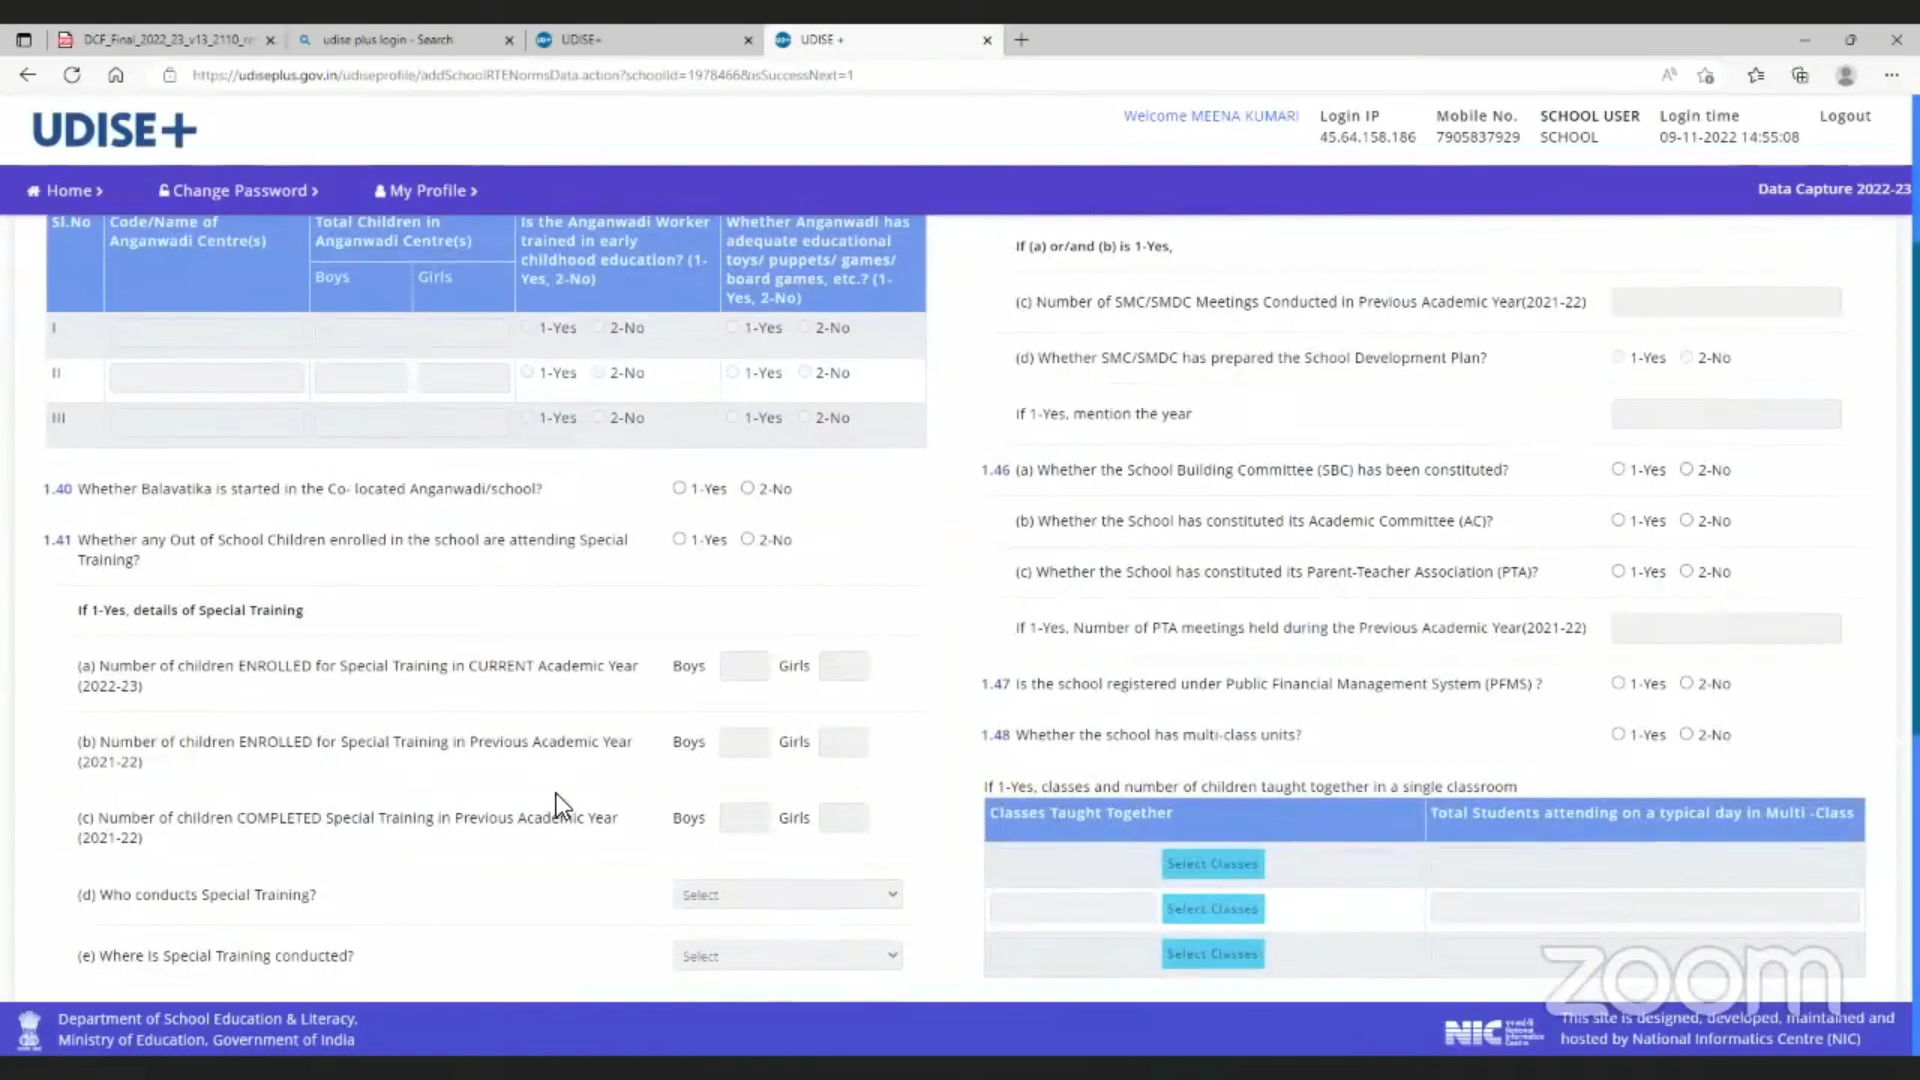 DCF_Final_2022_23_v13_2110_re
udise plus login - Search
UDISE+
UDISE +
https://udiseplus.gov.in/udiseprofile/addSchoolRTENormsData.action?schoolId=1978466&isSuccessNext=1
UDISE+
Welcome MEENA KUMARI
Login IP
45.64.158.186
Mobile No.
7905837929
SCHOOL USER
SCHOOL
Login time
09-11-2022 14:55:08
Logout
Home >
Change Password >
My Profile >
Data Capture 2022-23
Sl.No
Code/Name of
Anganwadi Centre(s)
Total Children in
Anganwadi Centre(s)
Boys
Girls
Is the Anganwadi Worker
trained in early
childhood education? (1-
Yes, 2-No)
Whether Anganwadi has
adequate educational
toys/ puppets/ games/
board games, etc.? (1-
Yes, 2-No)
I
1-Yes 2-No
1-Yes 2-No
II
1-Yes 2-No
1-Yes 2-No
III
1-Yes 2-No
1-Yes 2-No
1.40 Whether Balavatika is started in the Co- located Anganwadi/school?
1-Yes 2-No
1.41 Whether any Out of School Children enrolled in the school are attending Special
Training?
1-Yes 2-No
If 1-Yes, details of Special Training
(a) Number of children ENROLLED for Special Training in CURRENT Academic Year
(2022-23)
Boys
Girls
(b) Number of children ENROLLED for Special Training in Previous Academic Year
(2021-22)
Boys
Girls
(c) Number of children COMPLETED Special Training in Previous Academic Year
(2021-22)
Boys
Girls
(d) Who conducts Special Training?
Select
(e) Where is Special Training conducted?
Select
If (a) or/and (b) is 1-Yes,
(c) Number of SMC/SMDC Meetings Conducted in Previous Academic Year(2021-22)
(d) Whether SMC/SMDC has prepared the School Development Plan?
1-Yes 2-No
If 1-Yes, mention the year
1.46 (a) Whether the School Building Committee (SBC) has been constituted?
1-Yes 2-No
(b) Whether the School has constituted its Academic Committee (AC)?
1-Yes 2-No
(c) Whether the School has constituted its Parent-Teacher Association (PTA)?
1-Yes 2-No
If 1-Yes, Number of PTA meetings held during the Previous Academic Year(2021-22)
1.47 Is the school registered under Public Financial Management System (PFMS) ?
1-Yes 2-No
1.48 Whether the school has multi-class units?
1-Yes 2-No
If 1-Yes, classes and number of children taught together in a single classroom
Classes Taught Together
Total Students attending on a typical day in Multi -Class
Select Classes
Select Classes
Select Classes
zoom
Department of School Education & Literacy,
Ministry of Education, Government of India
NIC
This site is designed, developed, maintained and
hosted by National Informatics Centre (NIC)